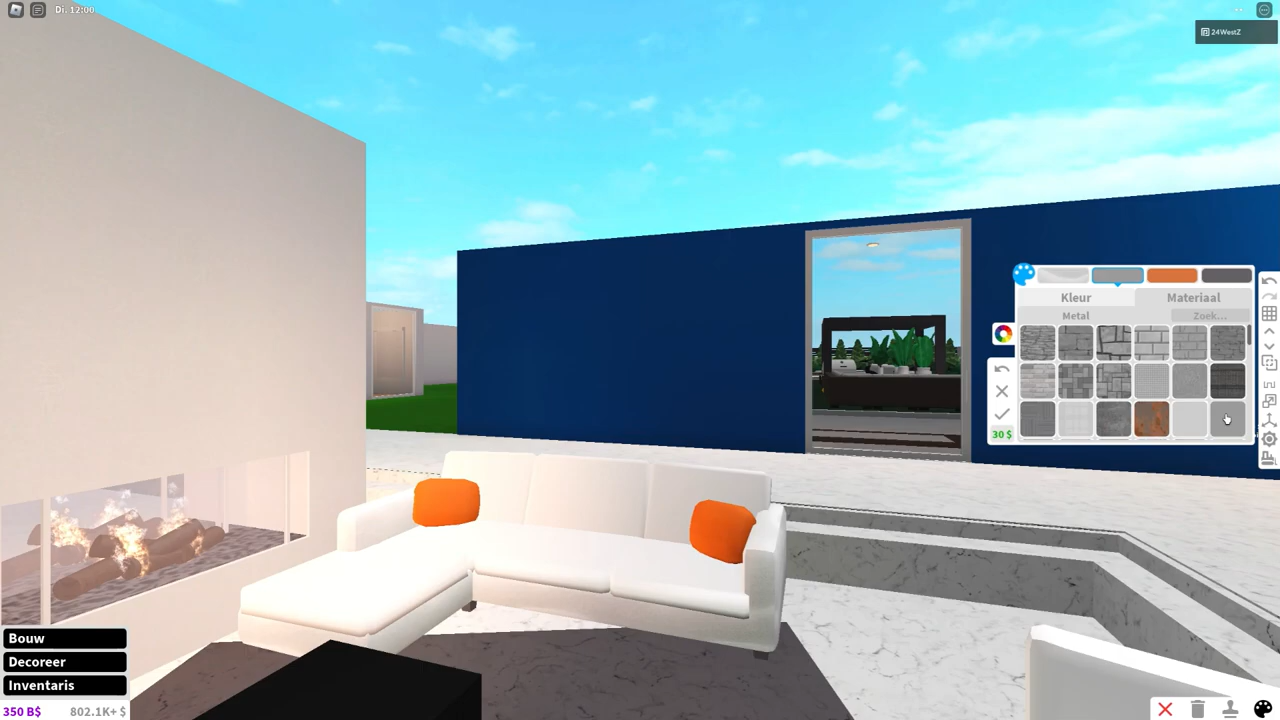 Di. 12:00
24WestZ
Kleur
Materiaal
Metal
Zoek...
30 $
Bouw
Decoreer
Inventaris
350 B$
802.1K+ $